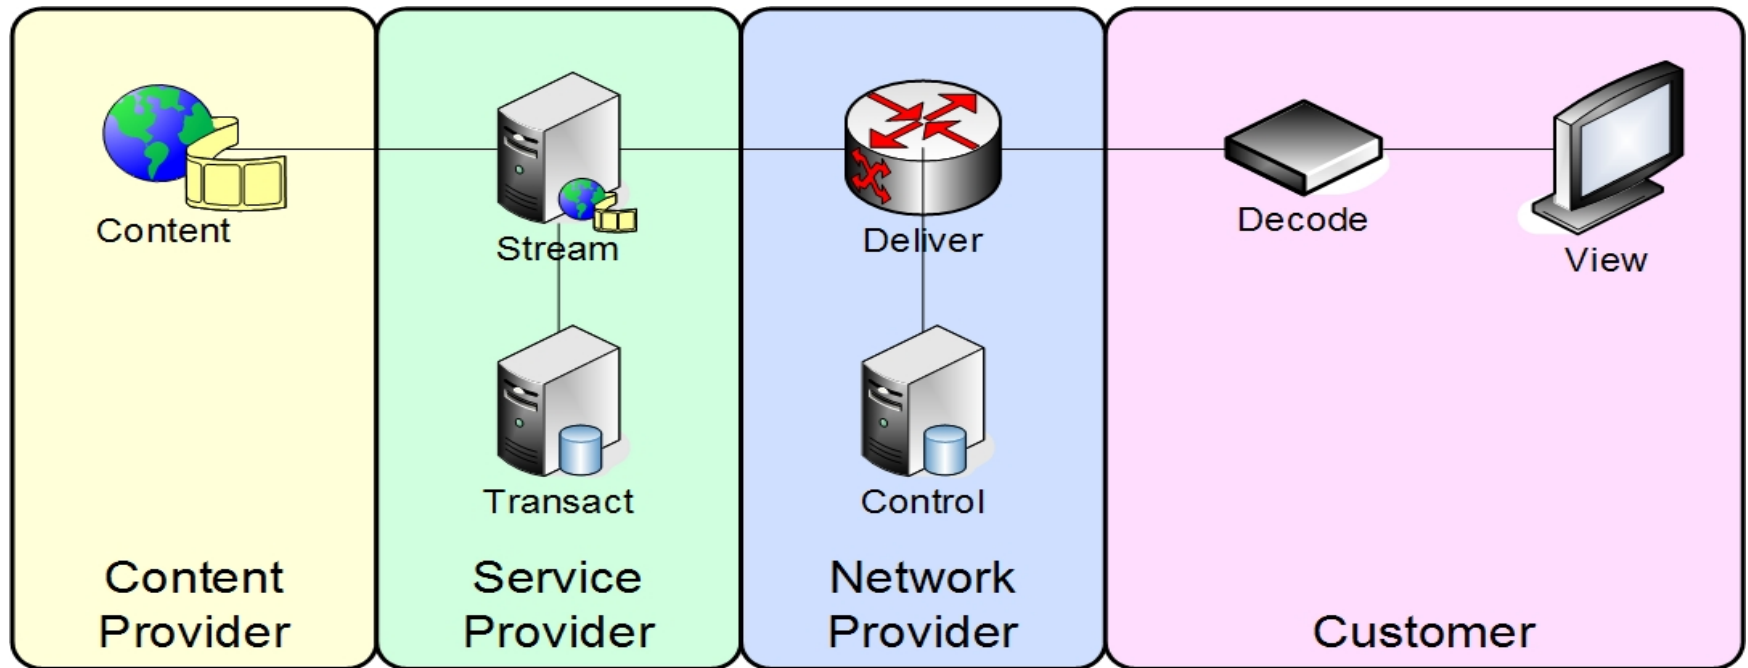 Content
Stream
Deliver
Decode
View
Transact
Control
Content
Provider
Service
Provider
Network
Provider
Customer